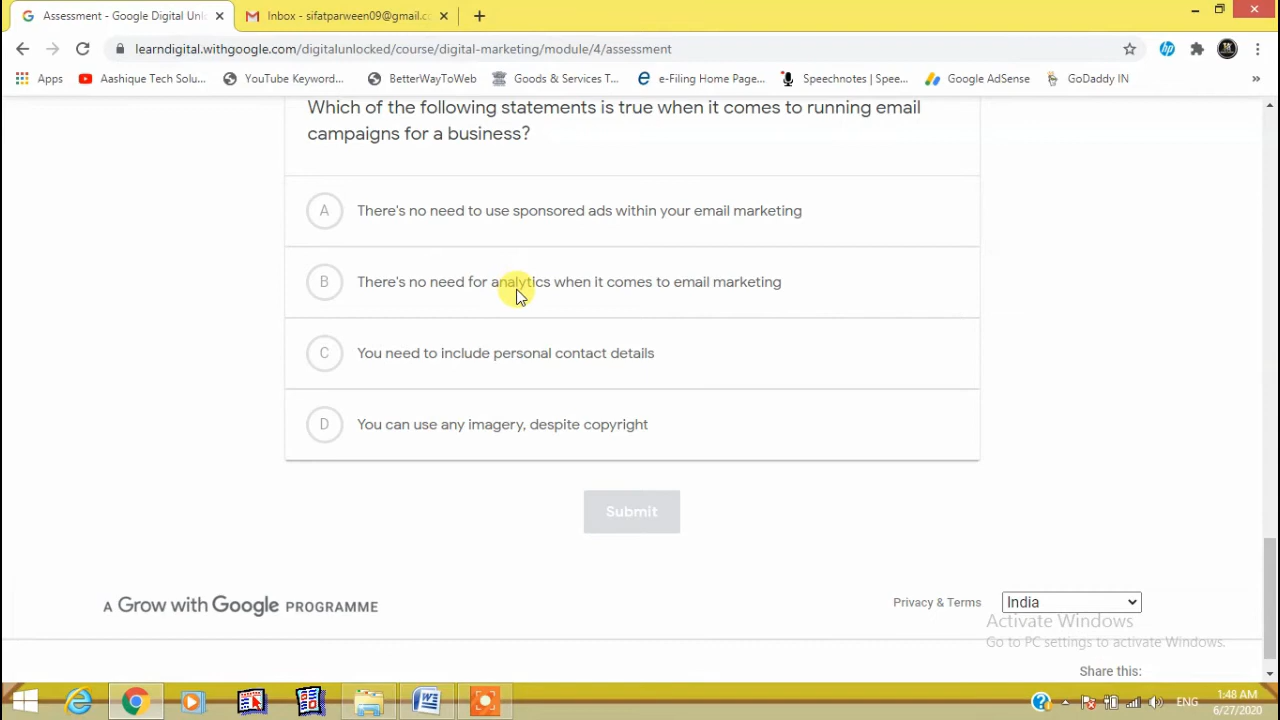 Assessment - Google Digital Unl
Inbox - sifatparween09@gmail.c
learndigital.withgoogle.com/digitalunlocked/course/digital-marketing/module/4/assessment
Apps
Aashique Tech Solu...
YouTube Keyword...
BetterWayToWeb
Goods & Services T...
e-Filing Home Page...
Speechnotes | Spee...
Google AdSense
GoDaddy IN
»
Which of the following statements is true when it comes to running email
campaigns for a business?
A There's no need to use sponsored ads within your email marketing
B There's no need for analytics when it comes to email marketing
C You need to include personal contact details
D You can use any imagery, despite copyright
Submit
A Grow with Google PROGRAMME
Privacy & Terms
India
Activate Windows
Go to PC settings to activate Windows.
Share this:
ENG
1:48 AM
6/27/2020